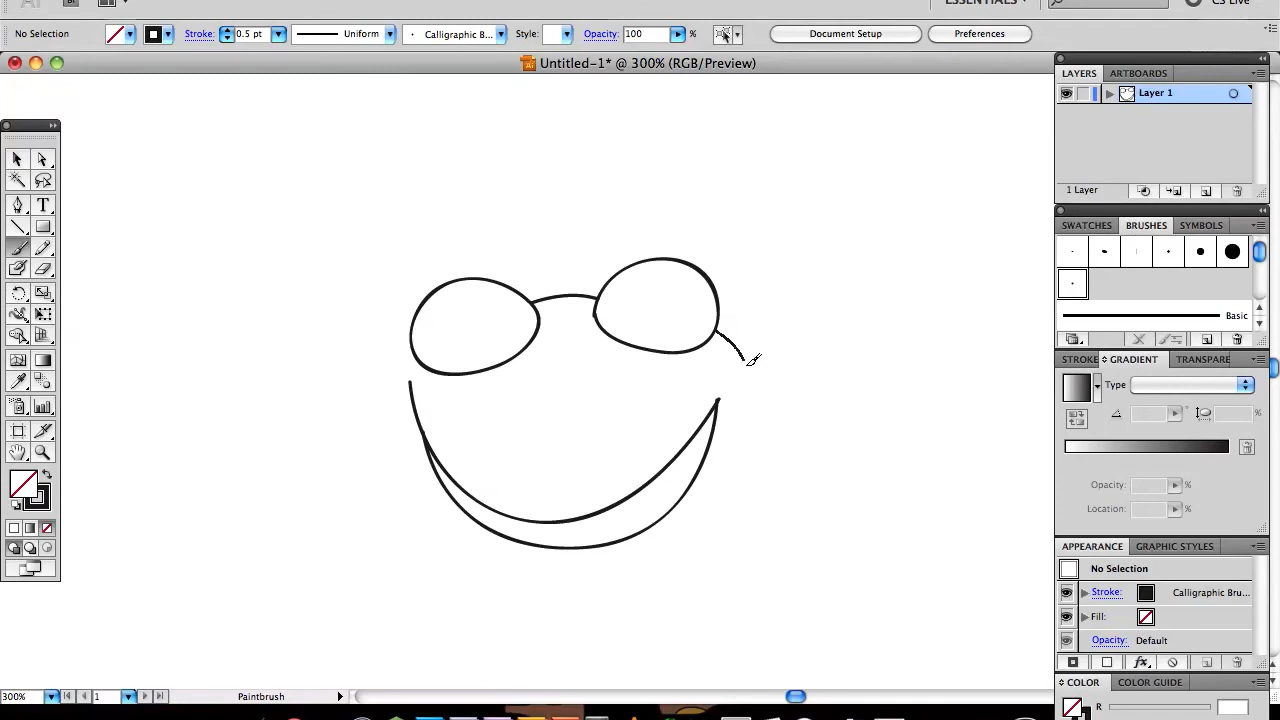 ESSENTIALS
CS Live
No Selection
Stroke: 0.5 pt Uniform Calligraphic B... Style: Opacity: 100 % Document Setup Preferences
Untitled-1* @ 300% (RGB/Preview)
LAYERS ARTBOARDS
Layer 1
1 Layer
SWATCHES BRUSHES SYMBOLS
Basic
STROKE GRADIENT TRANSPARE
Type
°
%
Opacity: %
Location: %
APPEARANCE GRAPHIC STYLES
No Selection
Stroke: Calligraphic Bru...
Fill:
Opacity: Default
fx
COLOR COLOR GUIDE
R
T
300% 1 Paintbrush